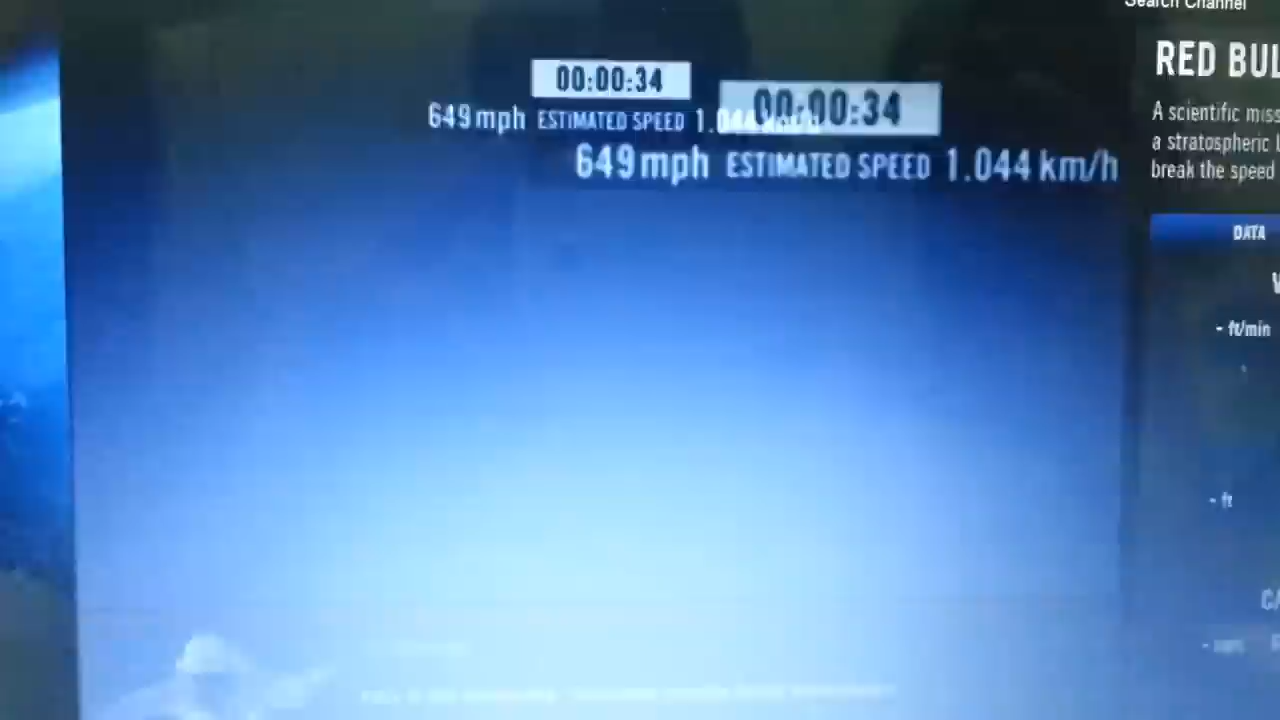 Search Channel
RED BUL
A scientific miss
a stratospheric
break the speed
DATA
- ft/min
- ft
00:00:34
649 mph ESTIMATED SPEED
00:00:34
649 mph ESTIMATED SPEED 1.044 km/h